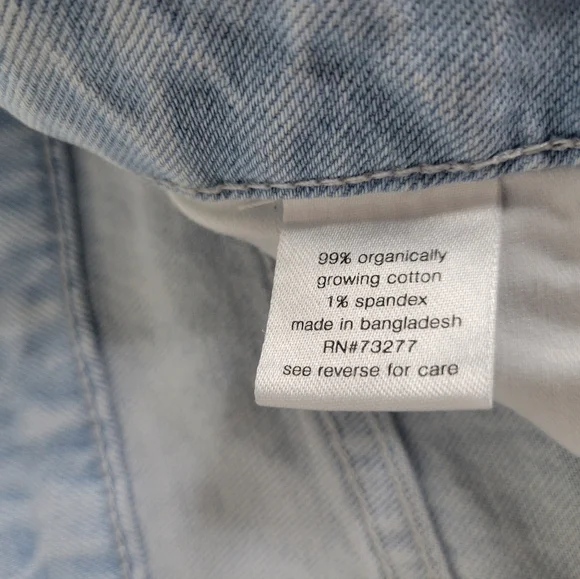 99% organically
growing cotton
1% spandex
made in bangladesh
RN#73277
see reverse for care